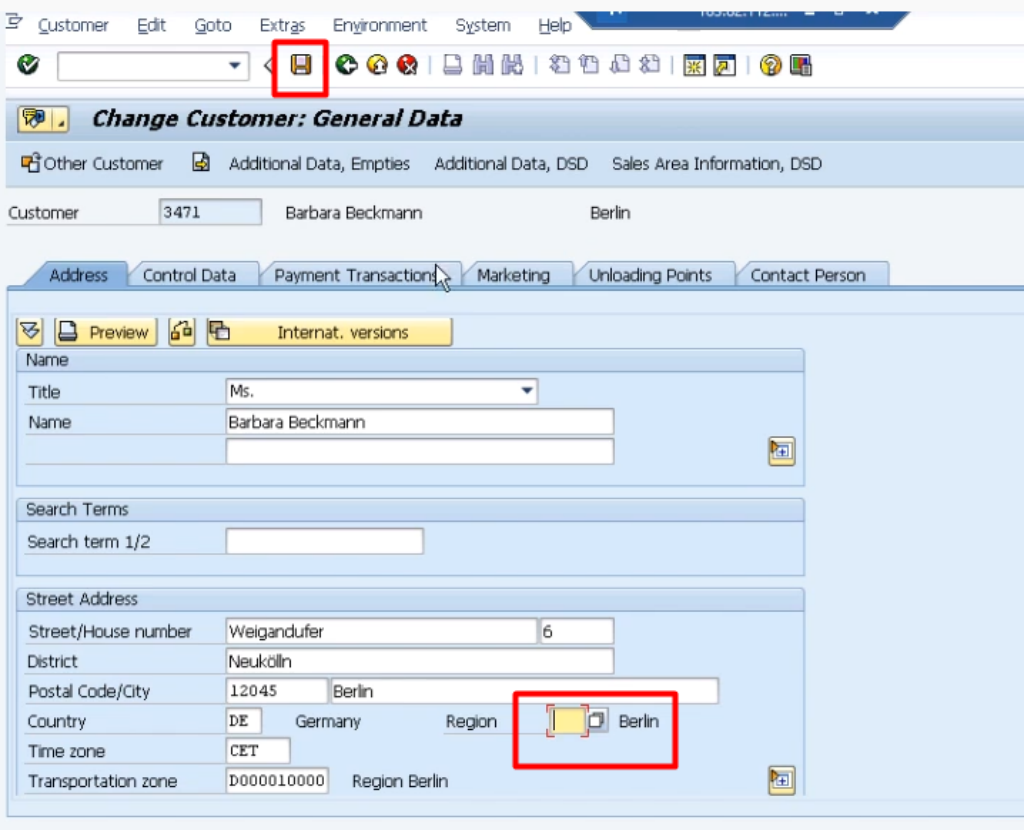 Customer Edit Goto Extras Environment System Help
Change Customer: General Data
Other Customer Additional Data, Empties Additional Data, DSD Sales Area Information, DSD
Customer 3471 Barbara Beckmann Berlin
Address Control Data Payment Transactions Marketing Unloading Points Contact Person
Preview Internat. versions
Name
Title Ms.
Name Barbara Beckmann
Search Terms
Search term 1/2
Street Address
Street/House number Weigandufer 6
District Neukölln
Postal Code/City 12045 Berlin
Country DE Germany Region Berlin
Time zone CET
Transportation zone D000010000 Region Berlin